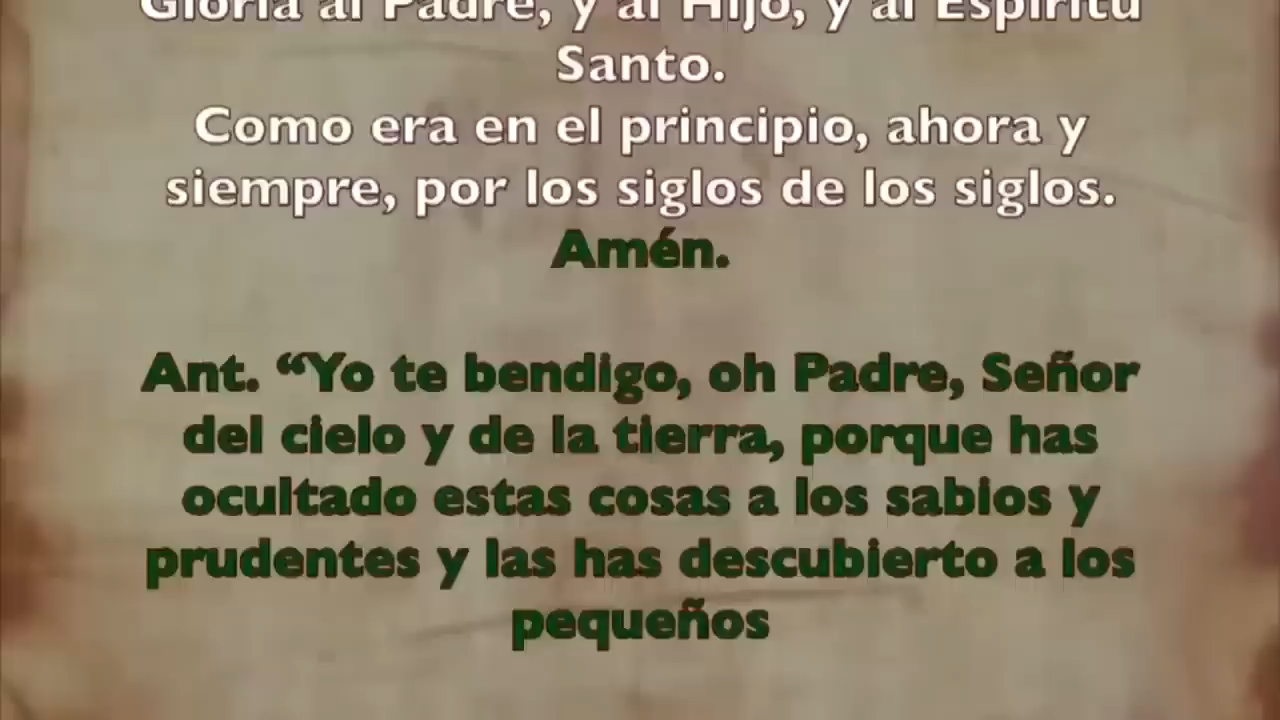 Gloria al Padre, y al Hijo, y al Espíritu
Santo.
Como era en el principio, ahora y
siempre, por los siglos de los siglos.
Amén.
Ant. “Yo te bendigo, oh Padre, Señor
del cielo y de la tierra, porque has
ocultado estas cosas a los sabios y
prudentes y las has descubierto a los
pequeños